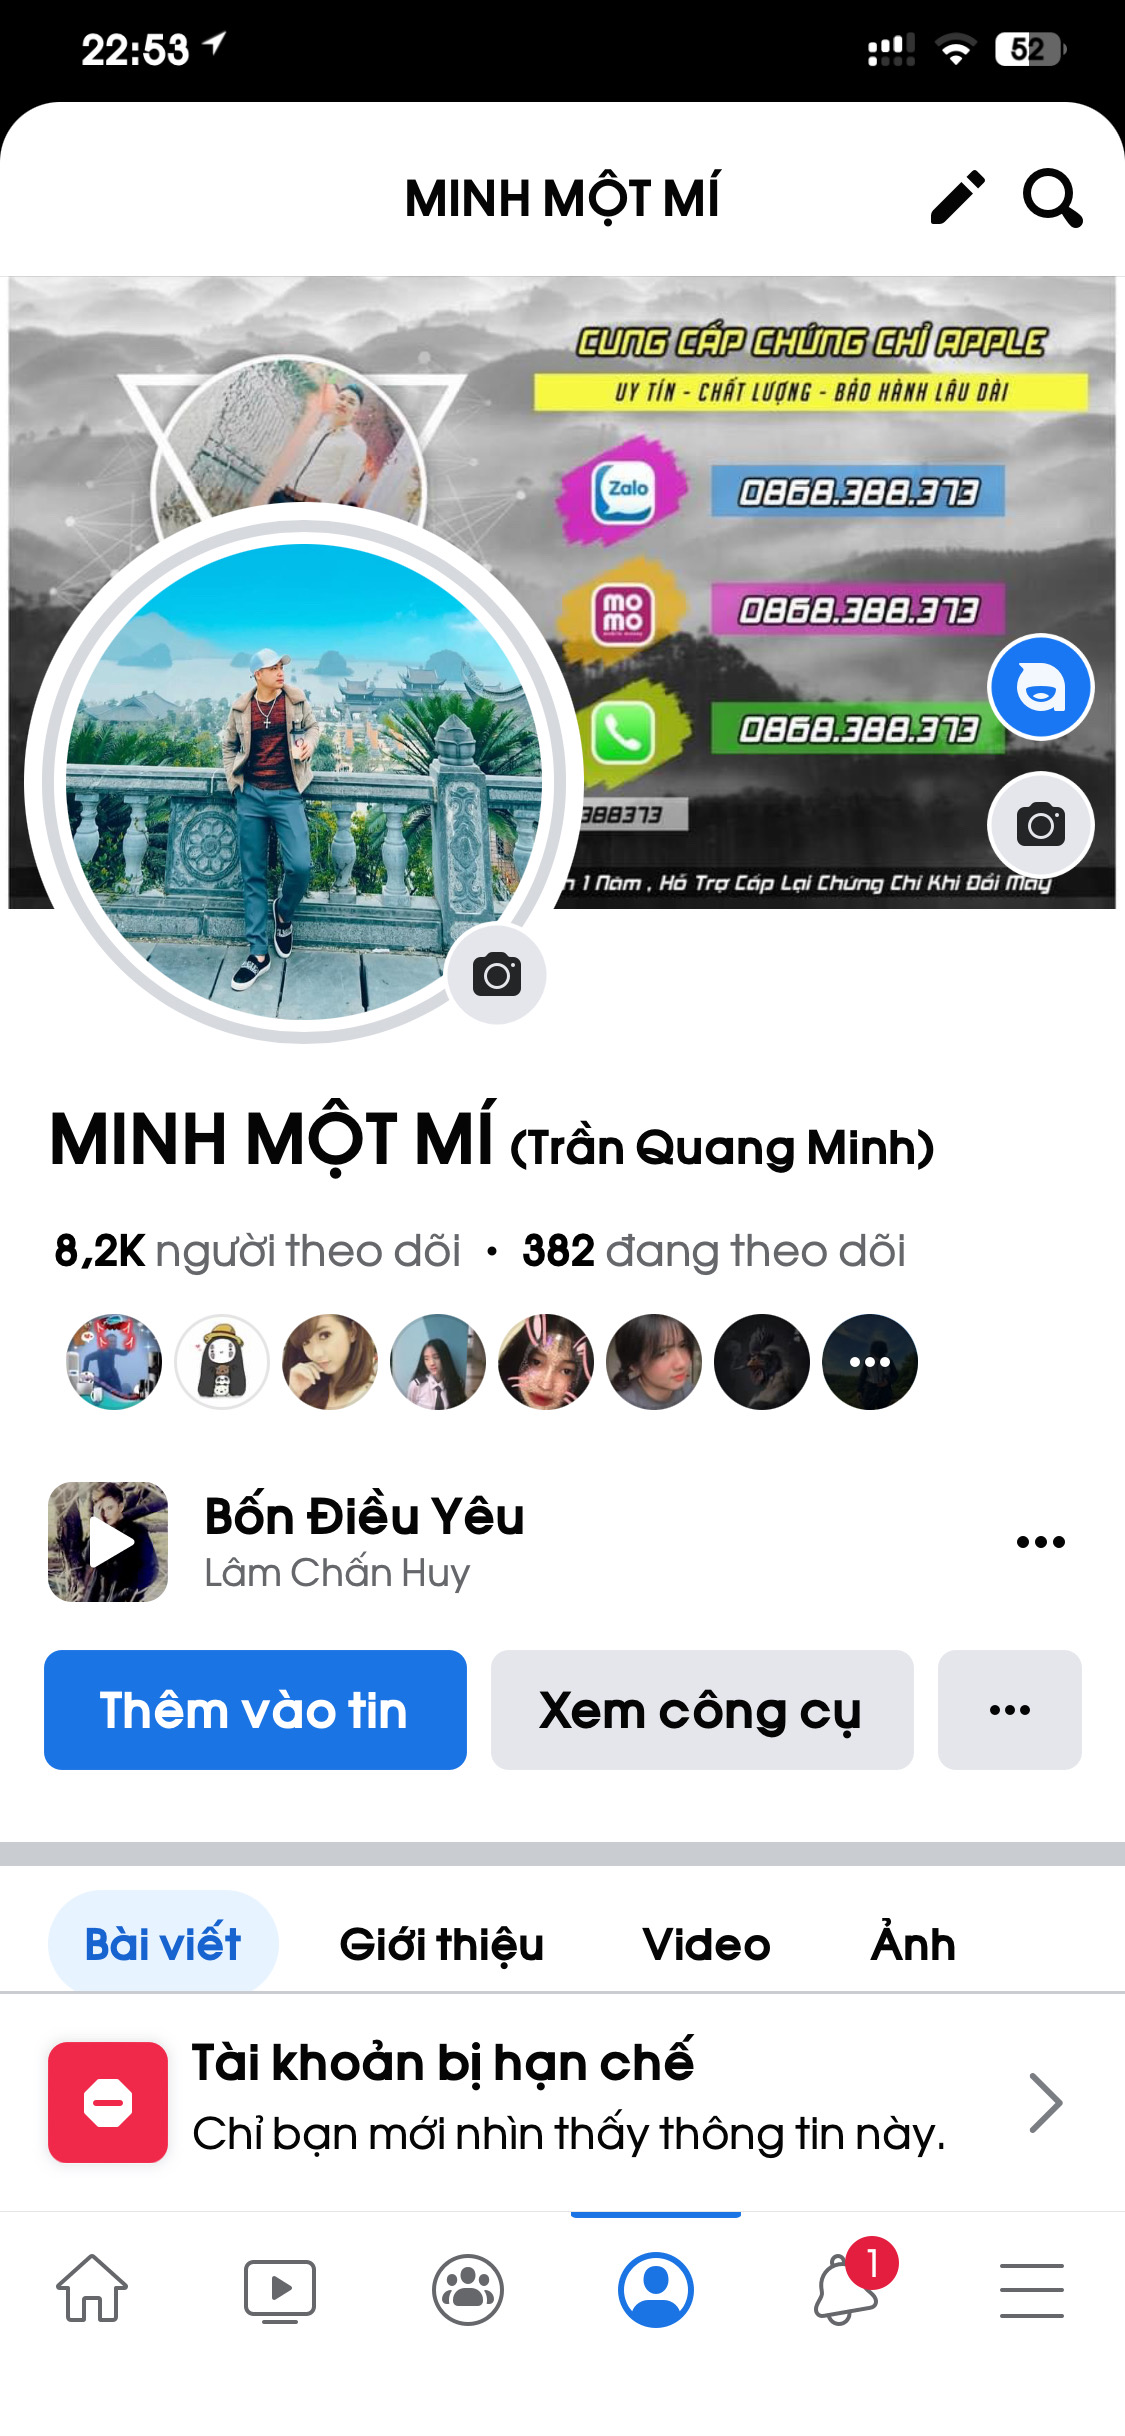 22:53
52
MINH MỘT MÍ
CUNG CẤP CHỨNG CHỈ APPLE
UY TÍN - CHẤT LƯỢNG - BẢO HÀNH LÂU DÀI
Zalo
0868.388.373
mo
mo
0868.388.373
0868.388.373
388373
1 Năm , Hỗ Trợ Cấp Lại Chứng Chỉ Khi Đổi Máy
MINH MỘT MÍ (Trần Quang Minh)
8,2K người theo dõi • 382 đang theo dõi
Bốn Điều Yêu
Lâm Chấn Huy
Thêm vào tin
Xem công cụ
Bài viết
Giới thiệu
Video
Ảnh
Tài khoản bị hạn chế
Chỉ bạn mới nhìn thấy thông tin này.
1